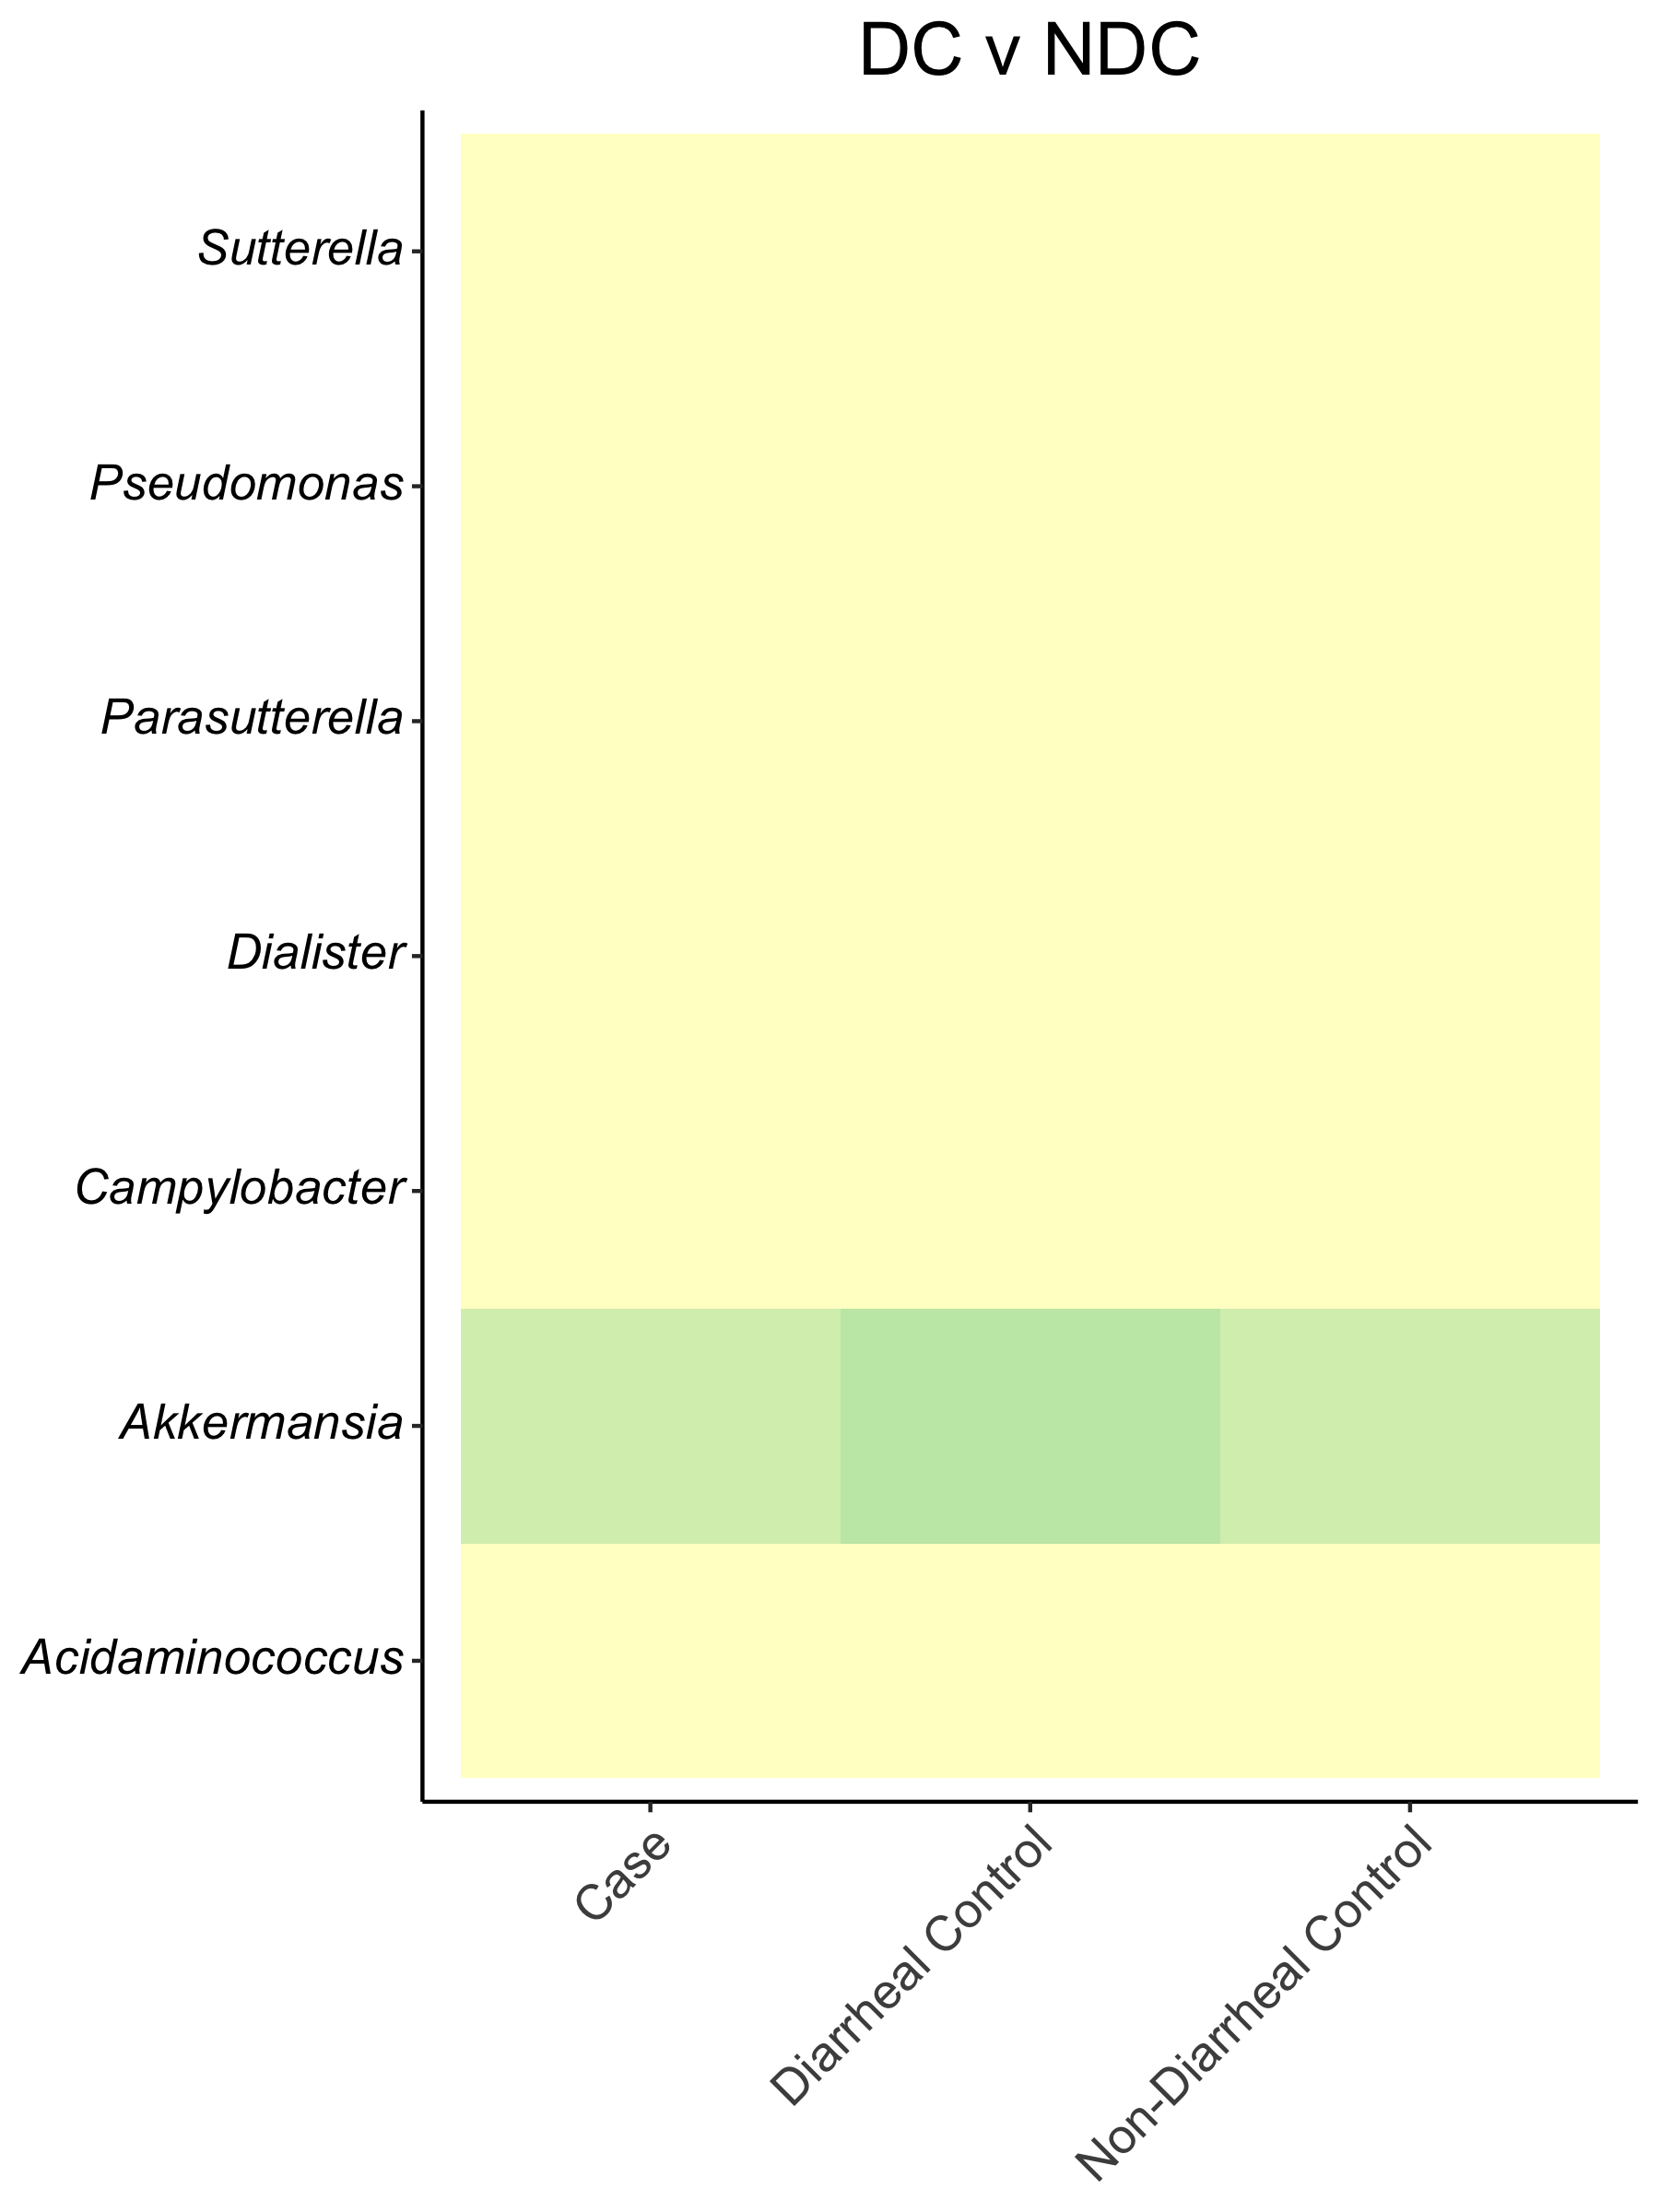 DC v NDC
Sutterella
Pseudomonas
Parasutterella
Dialister
Campylobacter
Akkermansia
Acidaminococcus
Case
Diarrheal Control
Non-Diarrheal Control